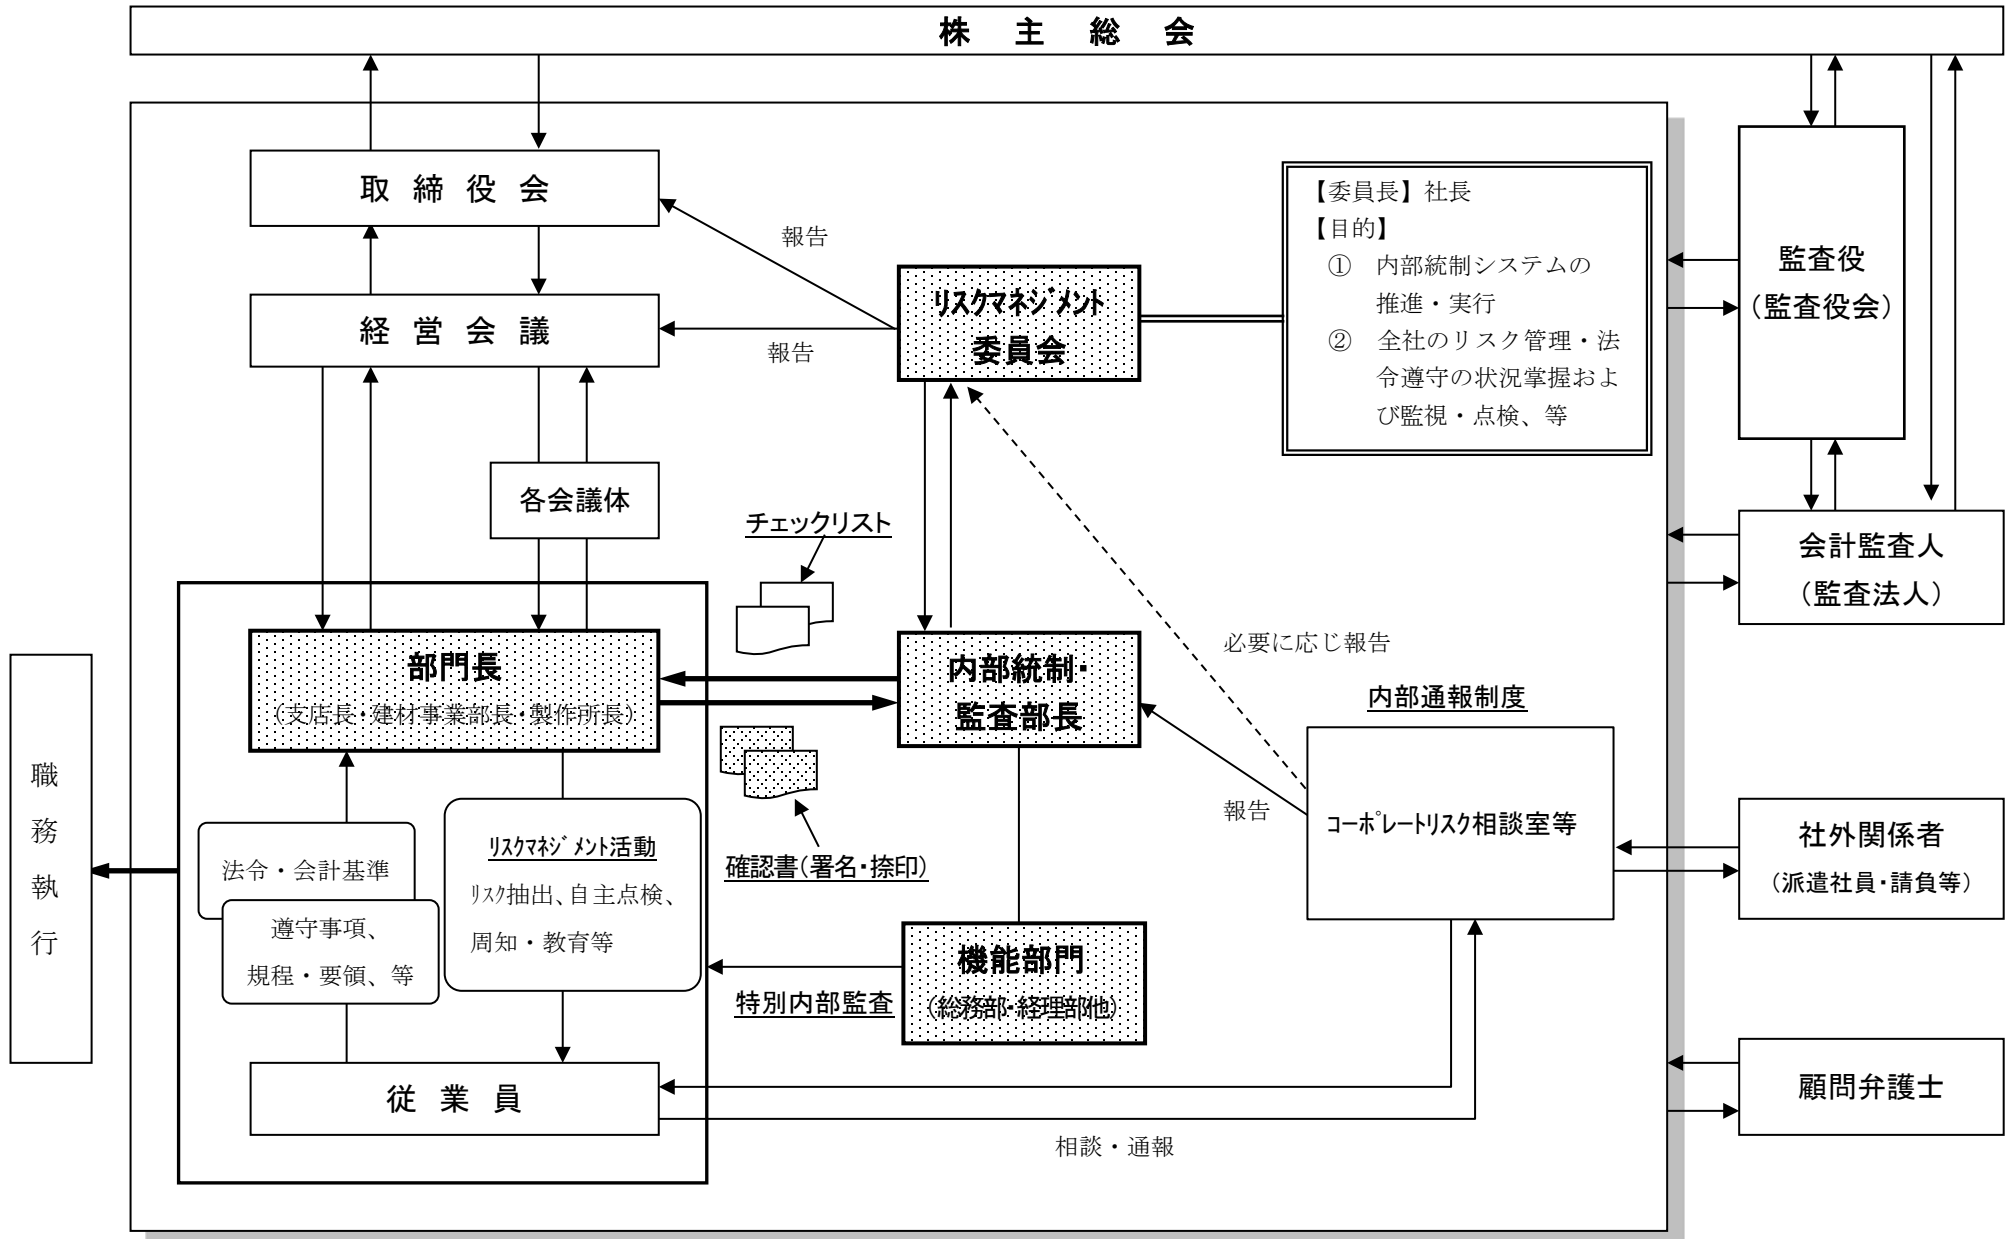 株 主 総 会
取 締 役 会
報告
経 営 会 議
報告
リスクマネジメント
委員会
【委員長】社長
【目的】
① 内部統制システムの
推進・実行
② 全社のリスク管理・法
令遵守の状況掌握およ
び監視・点検、等
監査役
(監査役会)
各会議体
チェックリスト
会計監査人
(監査法人)
部門長
(支店長・建材事業部長・製作所長)
内部統制・
監査部長
必要に応じ報告
内部通報制度
職
務
執
行
法令・会計基準
遵守事項、
規程・要領、等
リスクマネジメント活動
リスク抽出、自主点検、
周知・教育等
確認書(署名・捺印)
報告
コーポレートリスク相談室等
社外関係者
(派遣社員・請負等)
機能部門
(総務部・経理部他)
特別内部監査
従 業 員
相談・通報
顧問弁護士